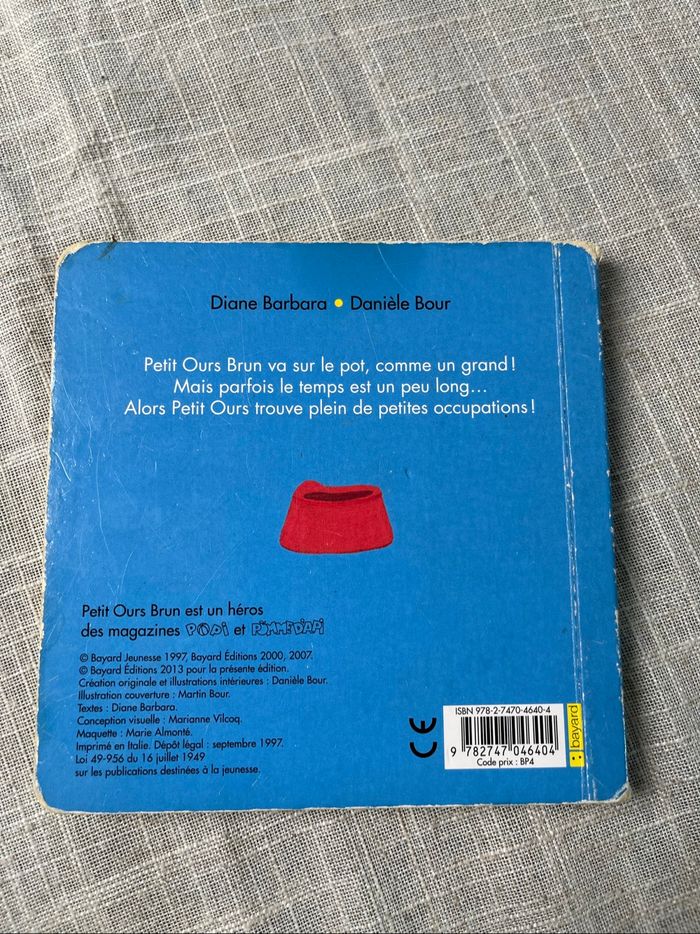 Diane Barbara • Danièle Bour
Petit Ours Brun va sur le pot, comme un grand !
Mais parfois le temps est un peu long...
Alors Petit Ours trouve plein de petites occupations !
Petit Ours Brun est un héros
des magazines POPI et POMME D'API
© Bayard Jeunesse 1997, Bayard Éditions 2000, 2007.
© Bayard Éditions 2013 pour la présente édition.
Création originale et illustrations intérieures : Danièle Bour.
Illustration couverture : Martin Bour.
Textes : Diane Barbara.
Conception visuelle : Marianne Vilcoq.
Maquette : Marie Almonté.
Imprimé en Italie. Dépôt légal : septembre 1997.
Loi 49-956 du 16 juillet 1949
sur les publications destinées à la jeunesse.
CE
ISBN 978-2-7470-4640-4
9 782747 046404
Code prix : BP4
bayard